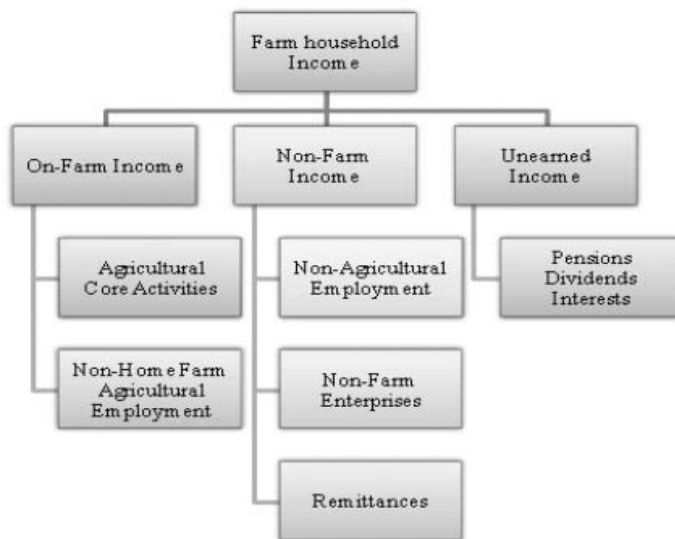 Farm household
Income
On-Farm Income
Non-Farm
Income
Unearned
Income
Agricultural
Core Activities
Non-Agricultural
Employment
Pensions
Dividends
Interests
Non-Home Farm
Agricultural
Employment
Non-Farm
Enterprises
Remittances